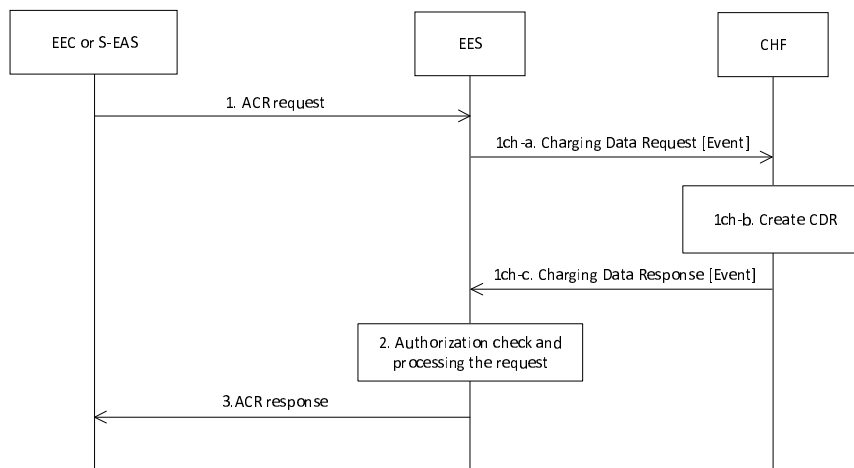 EEC or S-EAS
EES
CHF
1. ACR request
1ch-a. Charging Data Request [Event]
1ch-b. Create CDR
1ch-c. Charging Data Response [Event]
2. Authorization check and
processing the request
3.ACR response